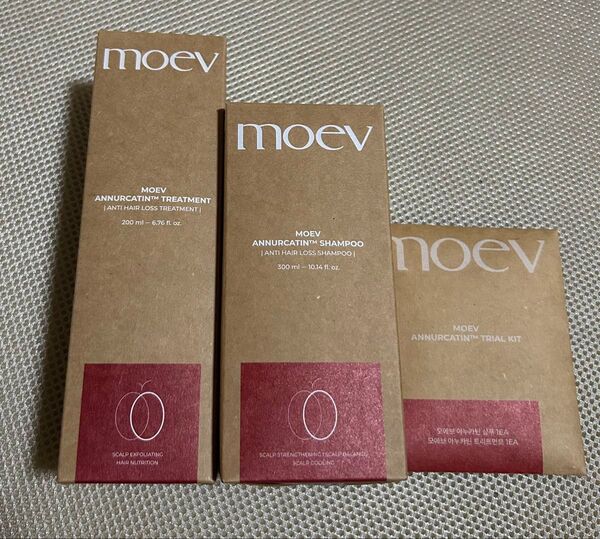 moev
MOEV
ANNURCATIN™ TREATMENT
| ANTI HAIR LOSS TREATMENT |
200 ml — 6.76 fl. oz.
SCALP EXFOLIATING
HAIR NUTRITION
moev
MOEV
ANNURCATIN™ SHAMPOO
| ANTI HAIR LOSS SHAMPOO |
300 ml — 10.14 fl. oz.
SCALP STRENGTHENING | SCALP BALANCE
SCALP COOLING
moev
MOEV
ANNURCATIN™ TRIAL KIT
모에브 아누카틴 샴푸 1EA
모에브 아누카틴 트리트먼트 1EA